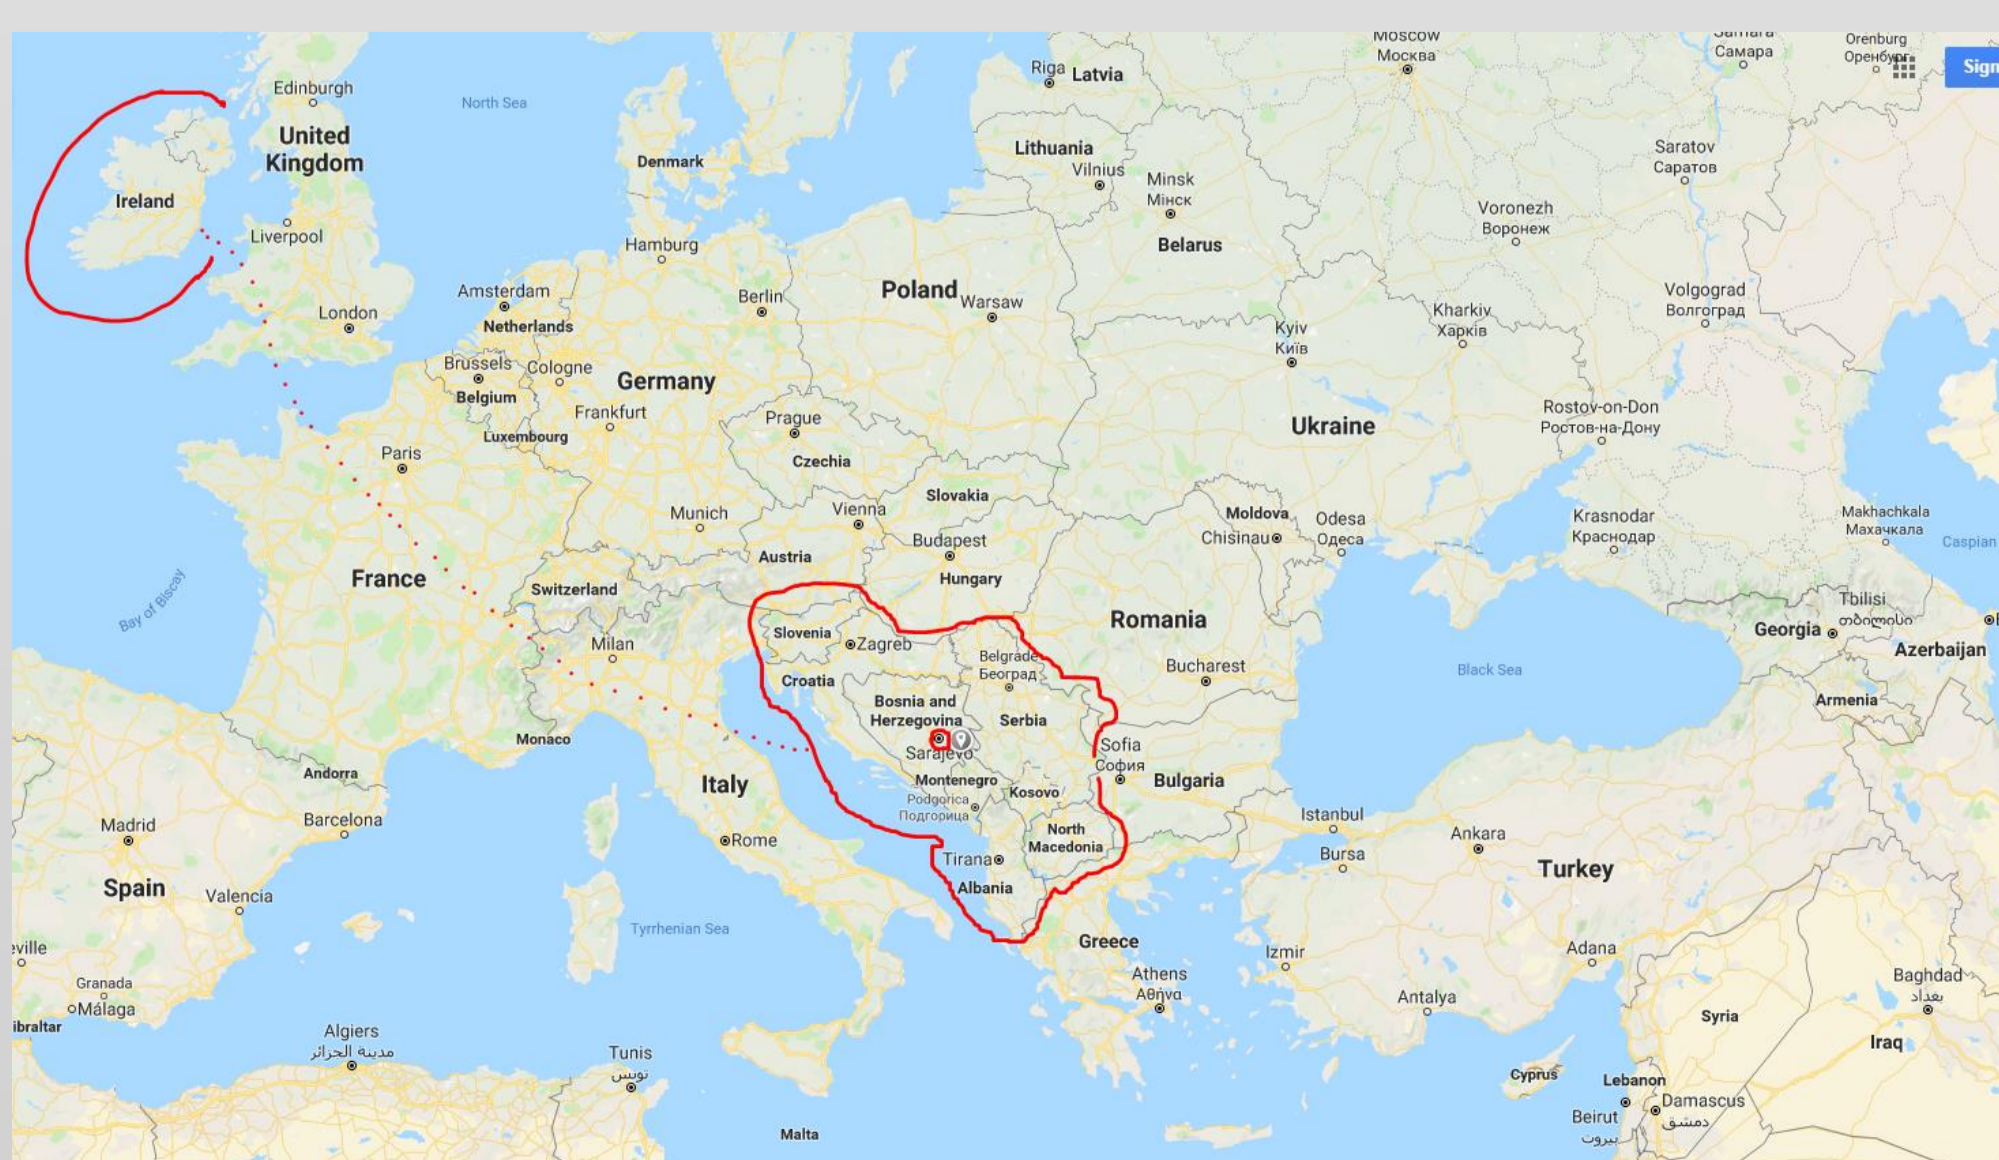 Moscow
Москва
Samara
Самара
Orenburg
Оренбург
Sign
Riga
Latvia
Edinburgh
North Sea
United
Kingdom
Denmark
Lithuania
Vilnius
Minsk
Мінск
Saratov
Саратов
Ireland
Liverpool
Voronezh
Воронеж
Belarus
Hamburg
Amsterdam
Berlin
Poland
Warsaw
Volgograd
Волгоград
London
Netherlands
Kharkiv
Харків
Kyiv
Київ
Brussels
Cologne
Belgium
Germany
Frankfurt
Prague
Rostov-on-Don
Ростов-на-Дону
Luxembourg
Ukraine
Paris
Czechia
Slovakia
Munich
Vienna
Moldova
Chisinau
Odesa
Одеса
Krasnodar
Краснодар
Makhachkala
Махачкала
Caspian
Budapest
Austria
Hungary
France
Switzerland
Bay of Biscay
Romania
Tbilisi
თბილისი
Georgia
Azerbaijan
Milan
Slovenia
Zagreb
Belgrade
Београд
Bucharest
Black Sea
Croatia
Armenia
Bosnia and
Herzegovina
Serbia
Monaco
Sarajevo
Sofia
София
Andorra
Italy
Montenegro
Kosovo
Bulgaria
Podgorica
Подгорица
Barcelona
Madrid
Istanbul
Rome
North
Macedonia
Ankara
Tirana
Bursa
Turkey
Spain
Valencia
Albania
Tyrrhenian Sea
Greece
eville
Izmir
Adana
Athens
Αθήνα
Baghdad
بغداد
Granada
Málaga
Antalya
ibraltar
Syria
Algiers
مدينة الجزائر
Iraq
Tunis
تونس
Cyprus
Lebanon
Damascus
دمشق
Beirut
بيروت
Malta